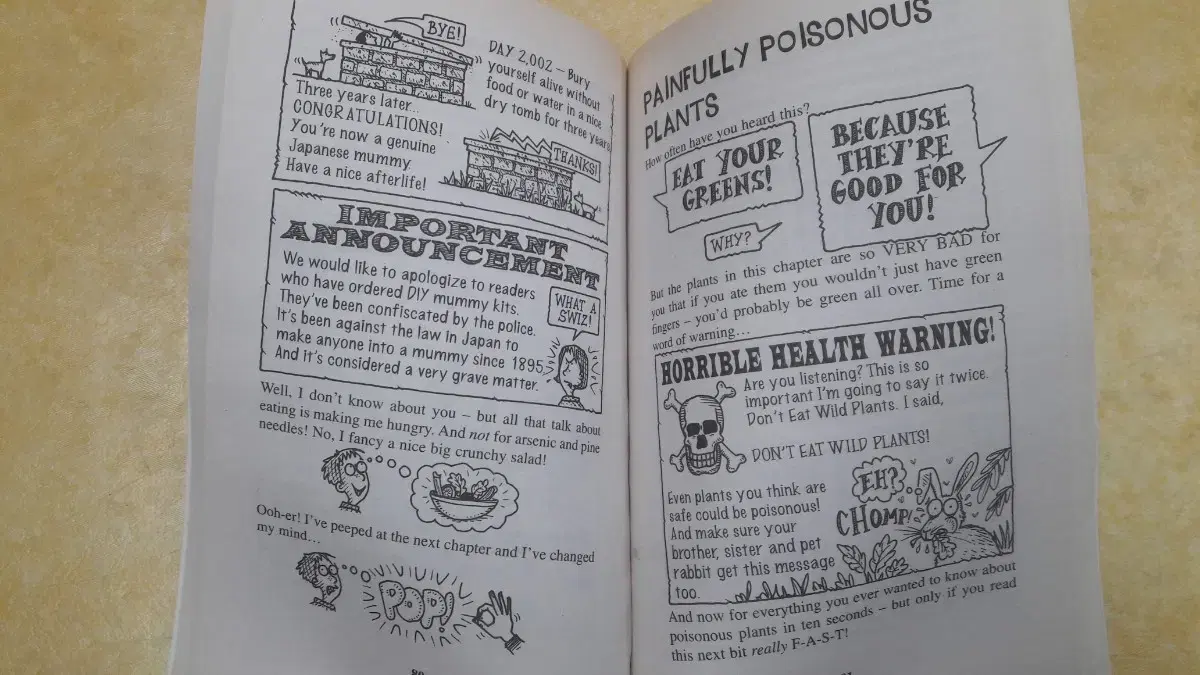 BYE!
DAY 2,002 – Bury
yourself alive without
food or water in a nice
dry tomb for three years
Three years later...
CONGRATULATIONS!
You're now a genuine
Japanese mummy.
Have a nice afterlife!
THANKS!
IMPORTANT
ANNOUNCEMENT
We would like to apologize to readers
who have ordered DIY mummy kits.
They've been confiscated by the police.
It's been against the law in Japan to
make anyone into a mummy since 1895.
And it's considered a very grave matter.
WHAT A
SWIZ!
Well, I don't know about you – but all that talk about
eating is making me hungry. And not for arsenic and pine
needles! No, I fancy a nice big crunchy salad!
Ooh-er! I've peeped at the next chapter and I've changed
my mind...
POP!
PAINFULLY POISONOUS
PLANTS
How often have you heard this?
EAT YOUR
GREENS!
BECAUSE
THEY'RE
GOOD FOR
YOU!
WHY?
But the plants in this chapter are so VERY BAD for
you that if you ate them you wouldn't just have green
fingers – you'd probably be green all over. Time for a
word of warning...
HORRIBLE HEALTH WARNING!
Are you listening? This is so
important I'm going to say it twice.
Don't Eat Wild Plants. I said,
DON'T EAT WILD PLANTS!
Even plants you think are
safe could be poisonous!
And make sure your
brother, sister and pet
rabbit get this message
too.
EH?
CHOMP!
And now for everything you ever wanted to know about
poisonous plants in ten seconds – but only if you read
this next bit really F-A-S-T!